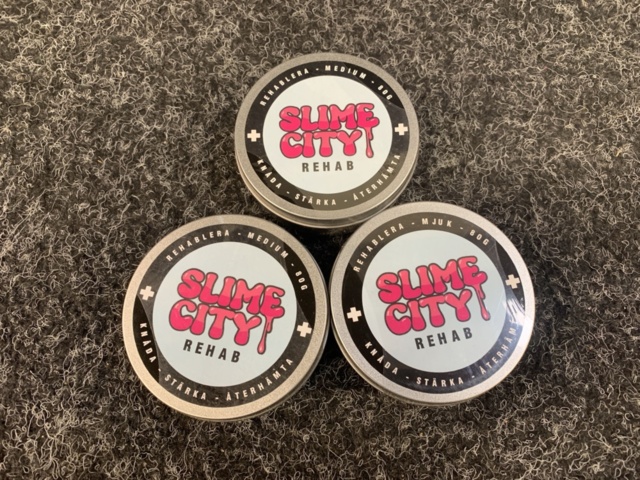 REHABLERA - MEDIUM - 80G
SLIME
CITY
REHAB
KNÅDA - STÄRKA - ÅTERHÄMTA
REHABLERA - MEDIUM - 80G
SLIME
CITY
REHAB
KNÅDA - STÄRKA - ÅTERHÄMTA
REHABLERA - MJUK - 80G
SLIME
CITY
REHAB
KNÅDA - STÄRKA - ÅTERHÄMTA